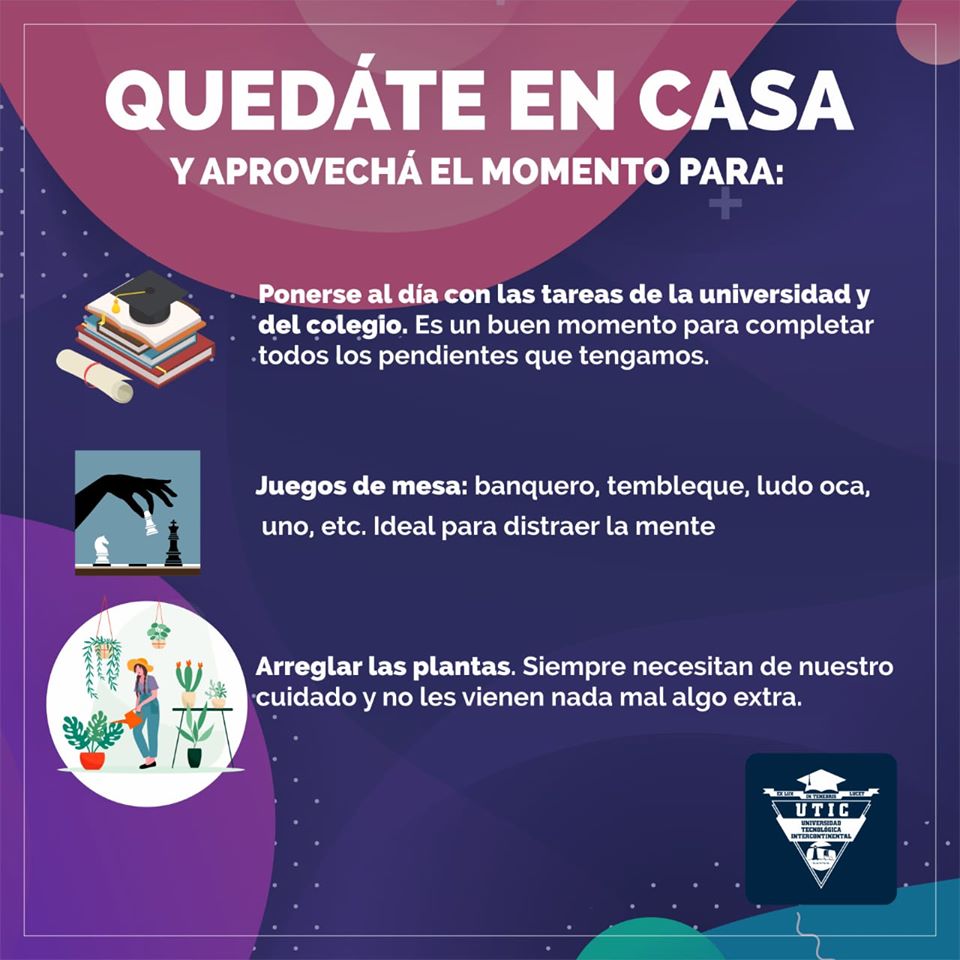 QUEDÁTE EN CASA
Y APROVECHÁ EL MOMENTO PARA:
Ponerse al día con las tareas de la universidad y
del colegio. Es un buen momento para completar
todos los pendientes que tengamos.
Juegos de mesa: banquero, tembleque, ludo oca,
uno, etc. Ideal para distraer la mente
Arreglar las plantas. Siempre necesitan de nuestro
cuidado y no les vienen nada mal algo extra.
EX LUX IN TENEBRIS LUCET
UTIC
UNIVERSIDAD
TECNOLÓGICA
INTERCONTINENTAL